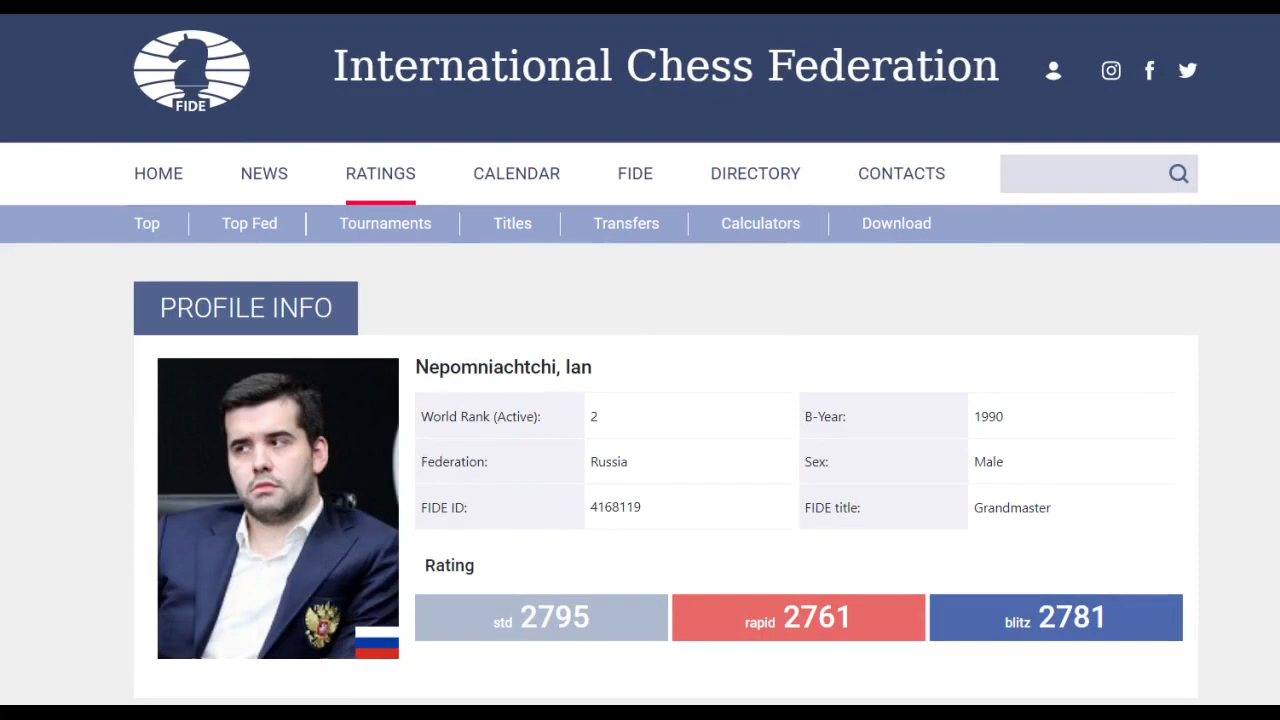 FIDE
International Chess Federation
HOME NEWS RATINGS CALENDAR FIDE DIRECTORY CONTACTS
Top Top Fed Tournaments Titles Transfers Calculators Download
PROFILE INFO
Nepomniachtchi, Ian
World Rank (Active): 2 B-Year: 1990
Federation: Russia Sex: Male
FIDE ID: 4168119 FIDE title: Grandmaster
Rating
std 2795 rapid 2761 blitz 2781